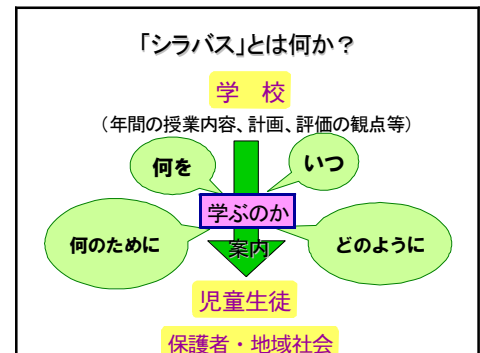 「シラバス」とは何か？
学　校
（年間の授業内容、計画、評価の観点等）
何を
いつ
学ぶのか
何のために
案内
どのように
児童生徒
保護者・地域社会